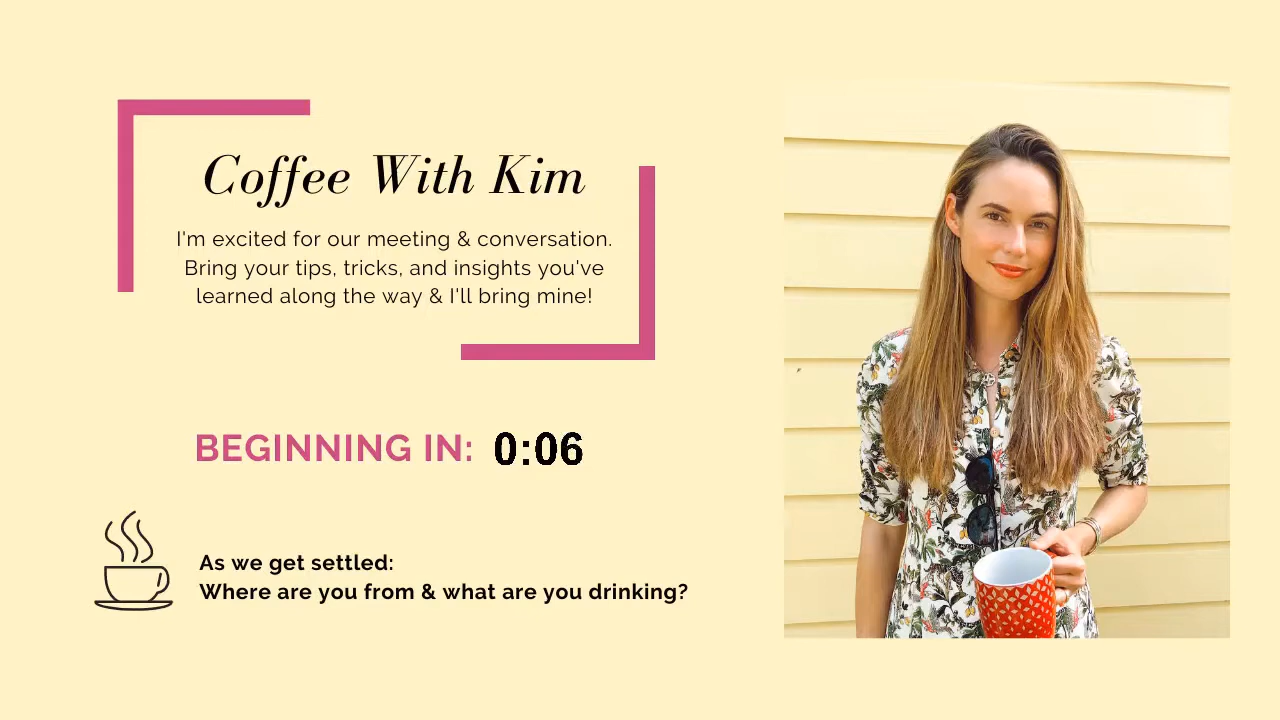 Coffee With Kim
I'm excited for our meeting & conversation.
Bring your tips, tricks, and insights you've
learned along the way & I'll bring mine!
BEGINNING IN: 0:06
As we get settled:
Where are you from & what are you drinking?